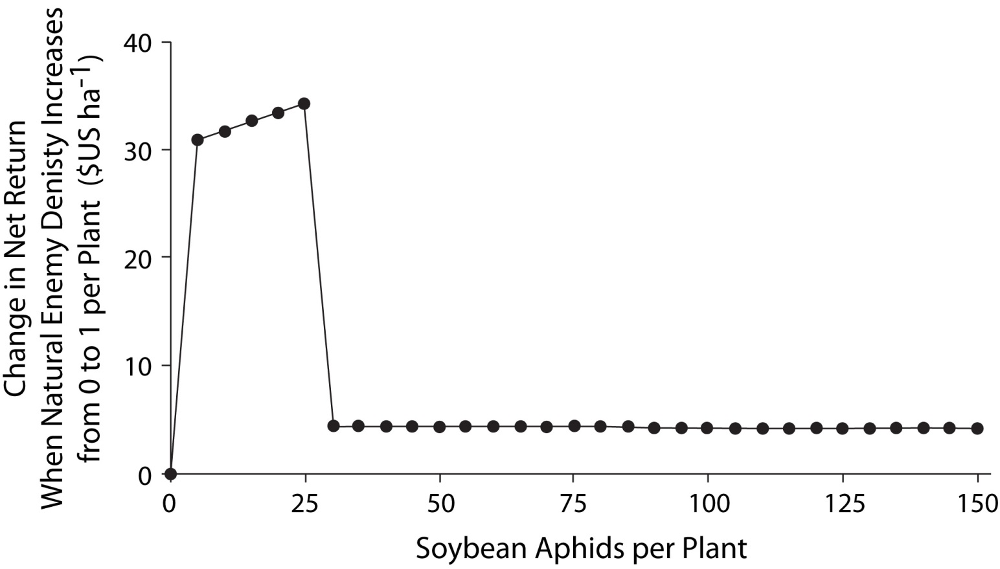 Change in Net Return
When Natural Enemy Denisty Increases
from 0 to 1 per Plant ($US ha⁻¹)
40
30
20
10
0
0 25 50 75 100 125 150
Soybean Aphids per Plant